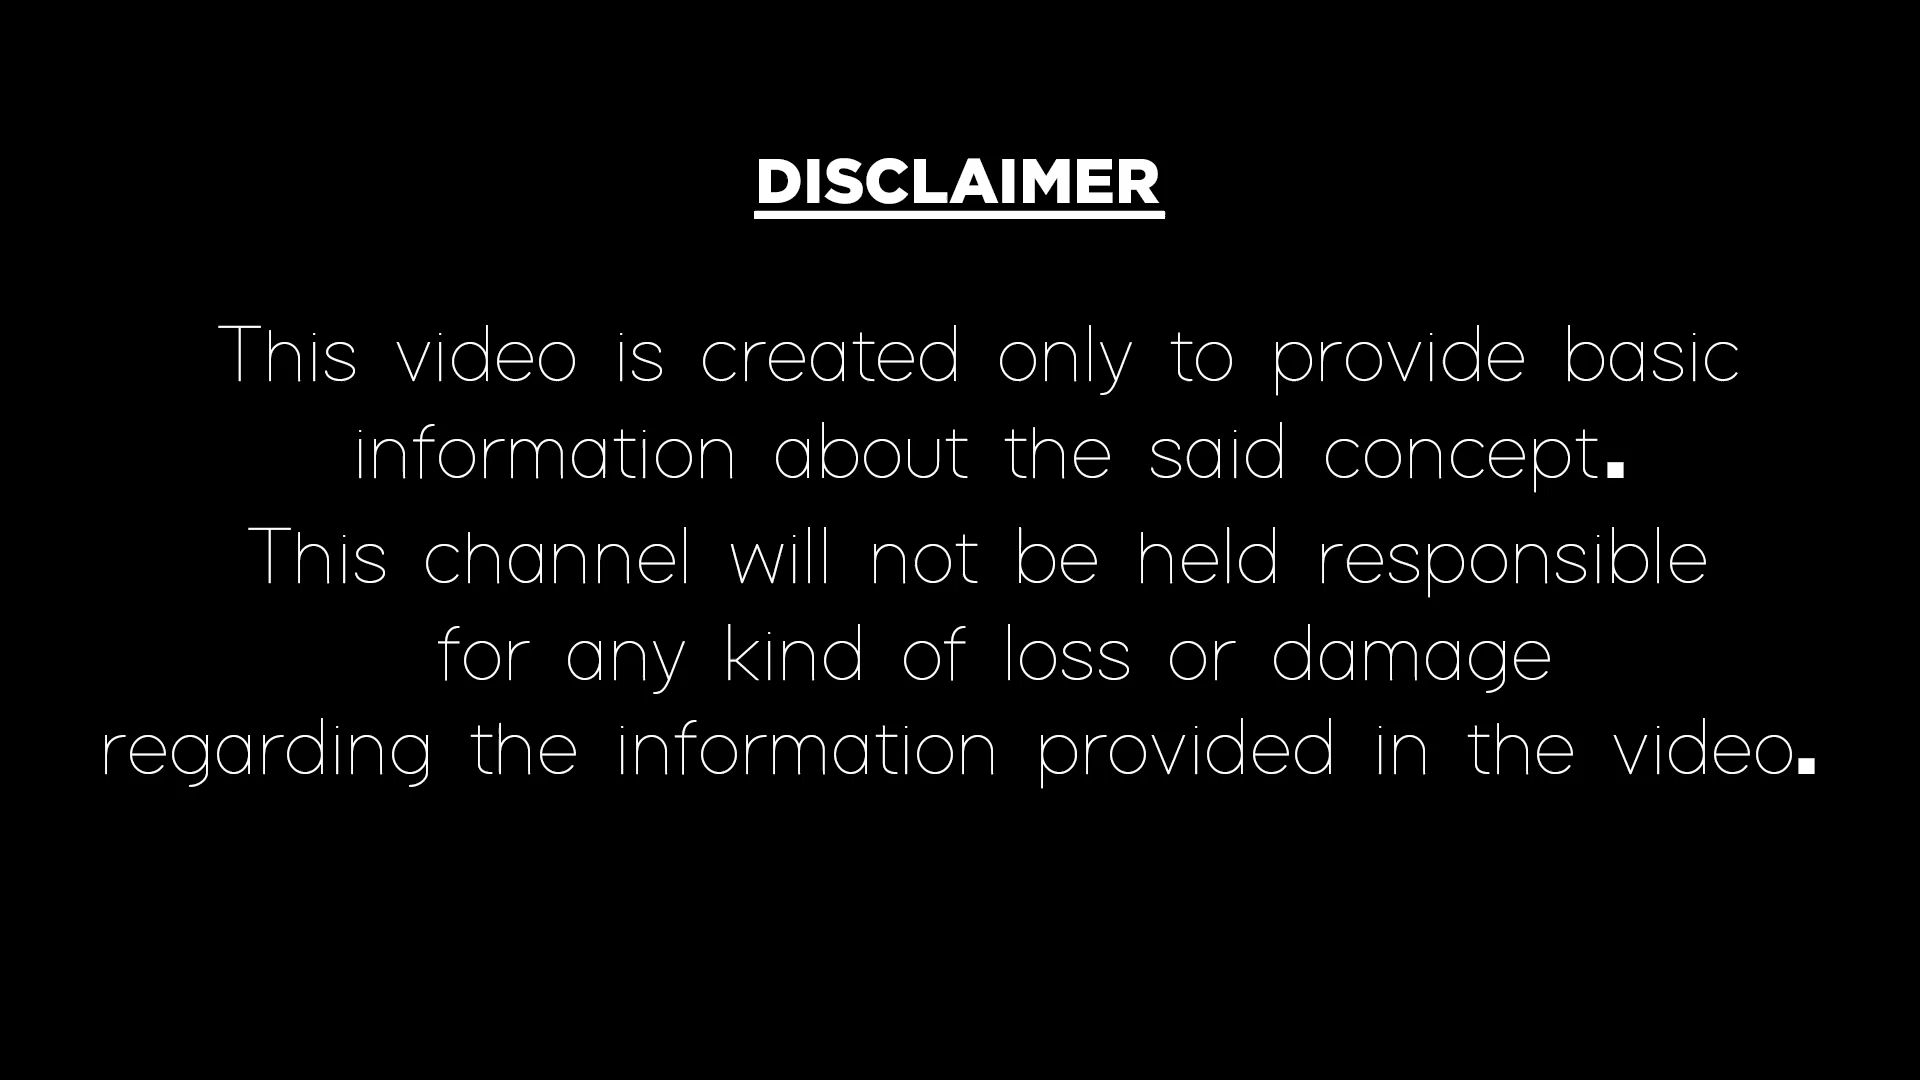 DISCLAIMER
This video is created only to provide basic
information about the said concept.
This channel will not be held responsible
for any kind of loss or damage
regarding the information provided in the video.